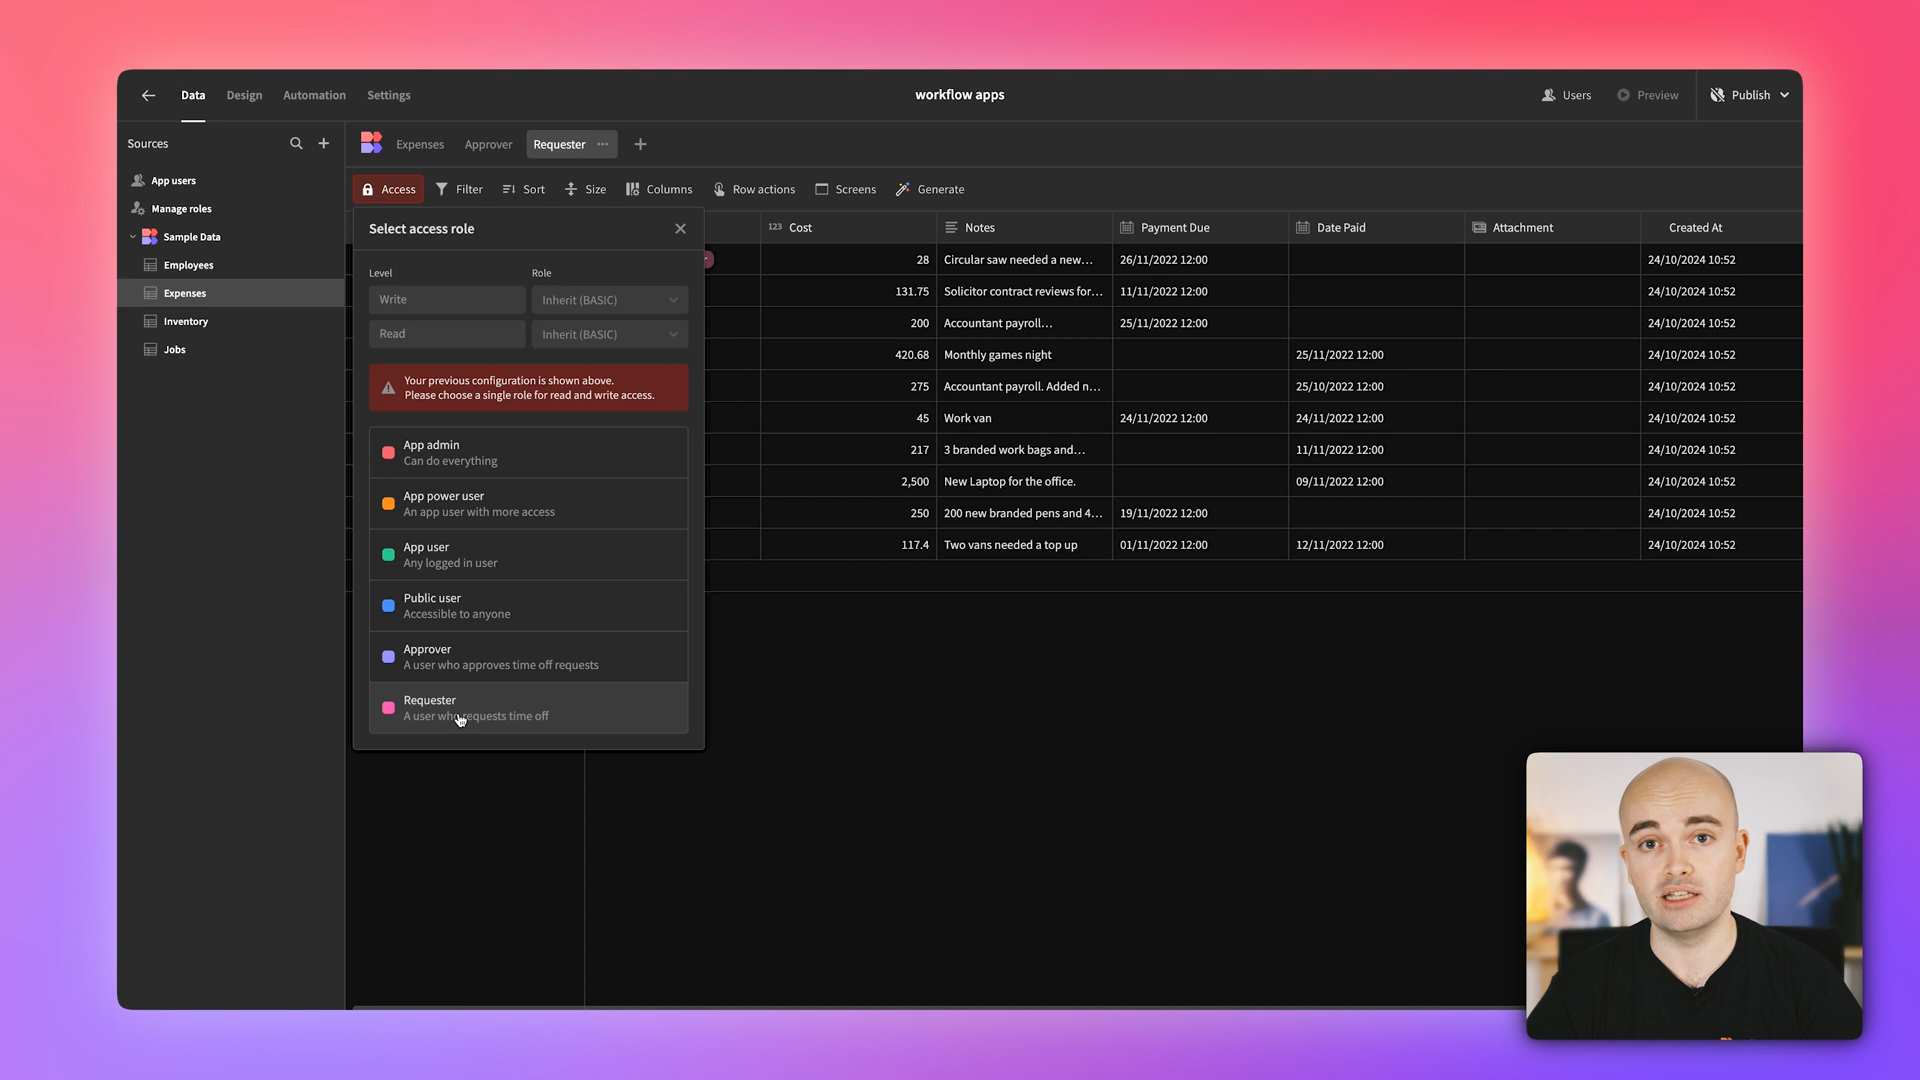 Data
Design
Automation
Settings
workflow apps
Users
Preview
Publish
Sources
Expenses
Approver
Requester
App users
Manage roles
Sample Data
Employees
Expenses
Inventory
Jobs
Access
Filter
Sort
Size
Columns
Row actions
Screens
Generate
Select access role
Level
Role
Write
Inherit (BASIC)
Read
Inherit (BASIC)
Your previous configuration is shown above.
Please choose a single role for read and write access.
App admin
Can do everything
App power user
An app user with more access
App user
Any logged in user
Public user
Accessible to anyone
Approver
A user who approves time off requests
Requester
A user who requests time off
123 Cost
Notes
Payment Due
Date Paid
Attachment
Created At
28 Circular saw needed a new... 26/11/2022 12:00 24/10/2024 10:52
131.75 Solicitor contract reviews for... 11/11/2022 12:00 24/10/2024 10:52
200 Accountant payroll... 25/11/2022 12:00 24/10/2024 10:52
420.68 Monthly games night 25/11/2022 12:00 24/10/2024 10:52
275 Accountant payroll. Added n... 25/10/2022 12:00 24/10/2024 10:52
45 Work van 24/11/2022 12:00 24/11/2022 12:00 24/10/2024 10:52
217 3 branded work bags and... 11/11/2022 12:00 24/10/2024 10:52
2,500 New Laptop for the office. 09/11/2022 12:00 24/10/2024 10:52
250 200 new branded pens and 4... 19/11/2022 12:00 24/10/2024 10:52
117.4 Two vans needed a top up 01/11/2022 12:00 12/11/2022 12:00 24/10/2024 10:52